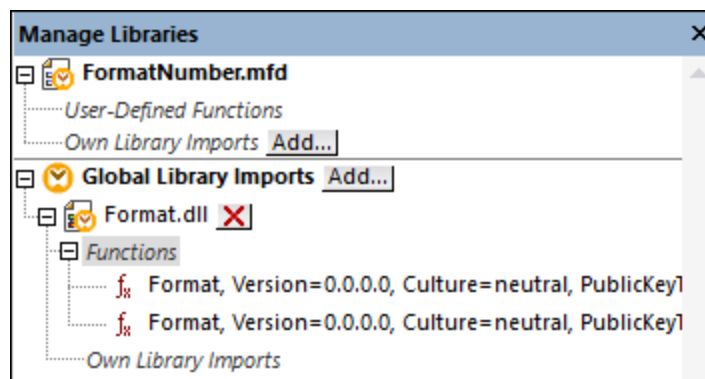 Manage Libraries
FormatNumber.mfd
User-Defined Functions
Own Library Imports Add...
Global Library Imports Add...
Format.dll
Functions
Format, Version=0.0.0.0, Culture=neutral, PublicKeyT
Format, Version=0.0.0.0, Culture=neutral, PublicKeyT
Own Library Imports